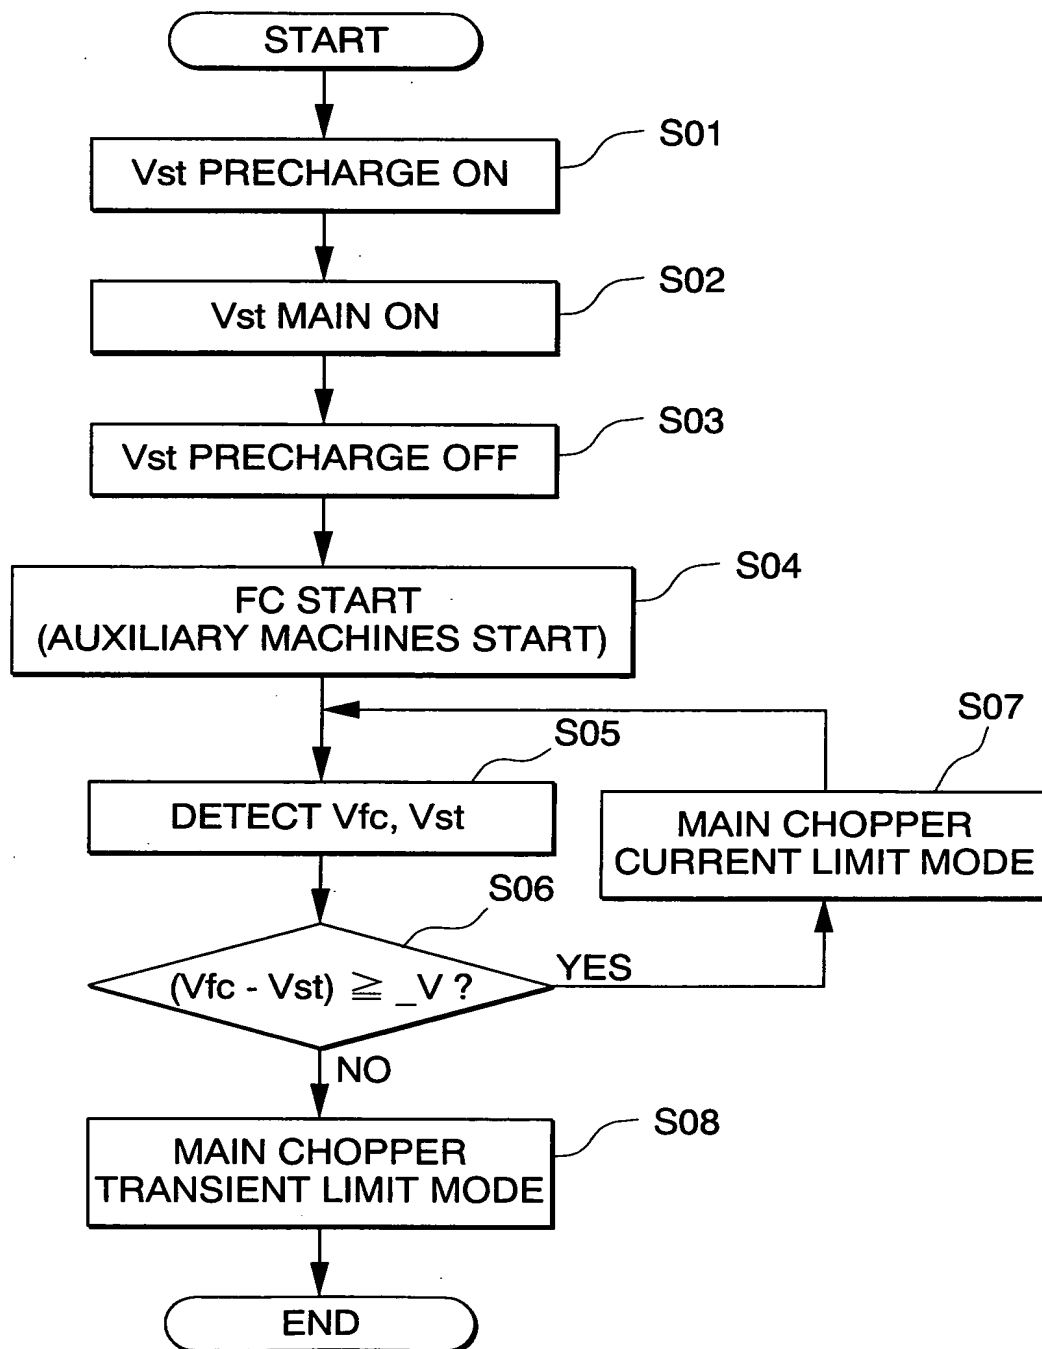 START
S01
Vst PRECHARGE ON
S02
Vst MAIN ON
S03
Vst PRECHARGE OFF
S04
FC START
(AUXILIARY MACHINES START)
S05
S07
DETECT Vfc, Vst
MAIN CHOPPER
CURRENT LIMIT MODE
S06
(Vfc - Vst) ≧ _V ?
YES
NO
S08
MAIN CHOPPER
TRANSIENT LIMIT MODE
END